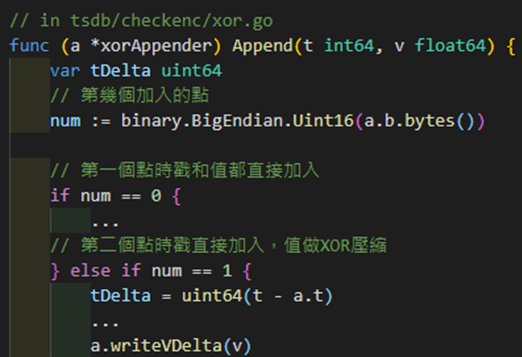 // in tsdb/checkenc/xor.go
func (a *xorAppender) Append(t int64, v float64) {
    var tDelta uint64
    // 第幾個加入的點
    num := binary.BigEndian.Uint16(a.b.bytes())

    // 第一個點時戳和值都直接加入
    if num == 0 {
        ...
    // 第二個點時戳直接加入，值做XOR壓縮
    } else if num == 1 {
        tDelta = uint64(t - a.t)
        ...
        a.writeVDelta(v)